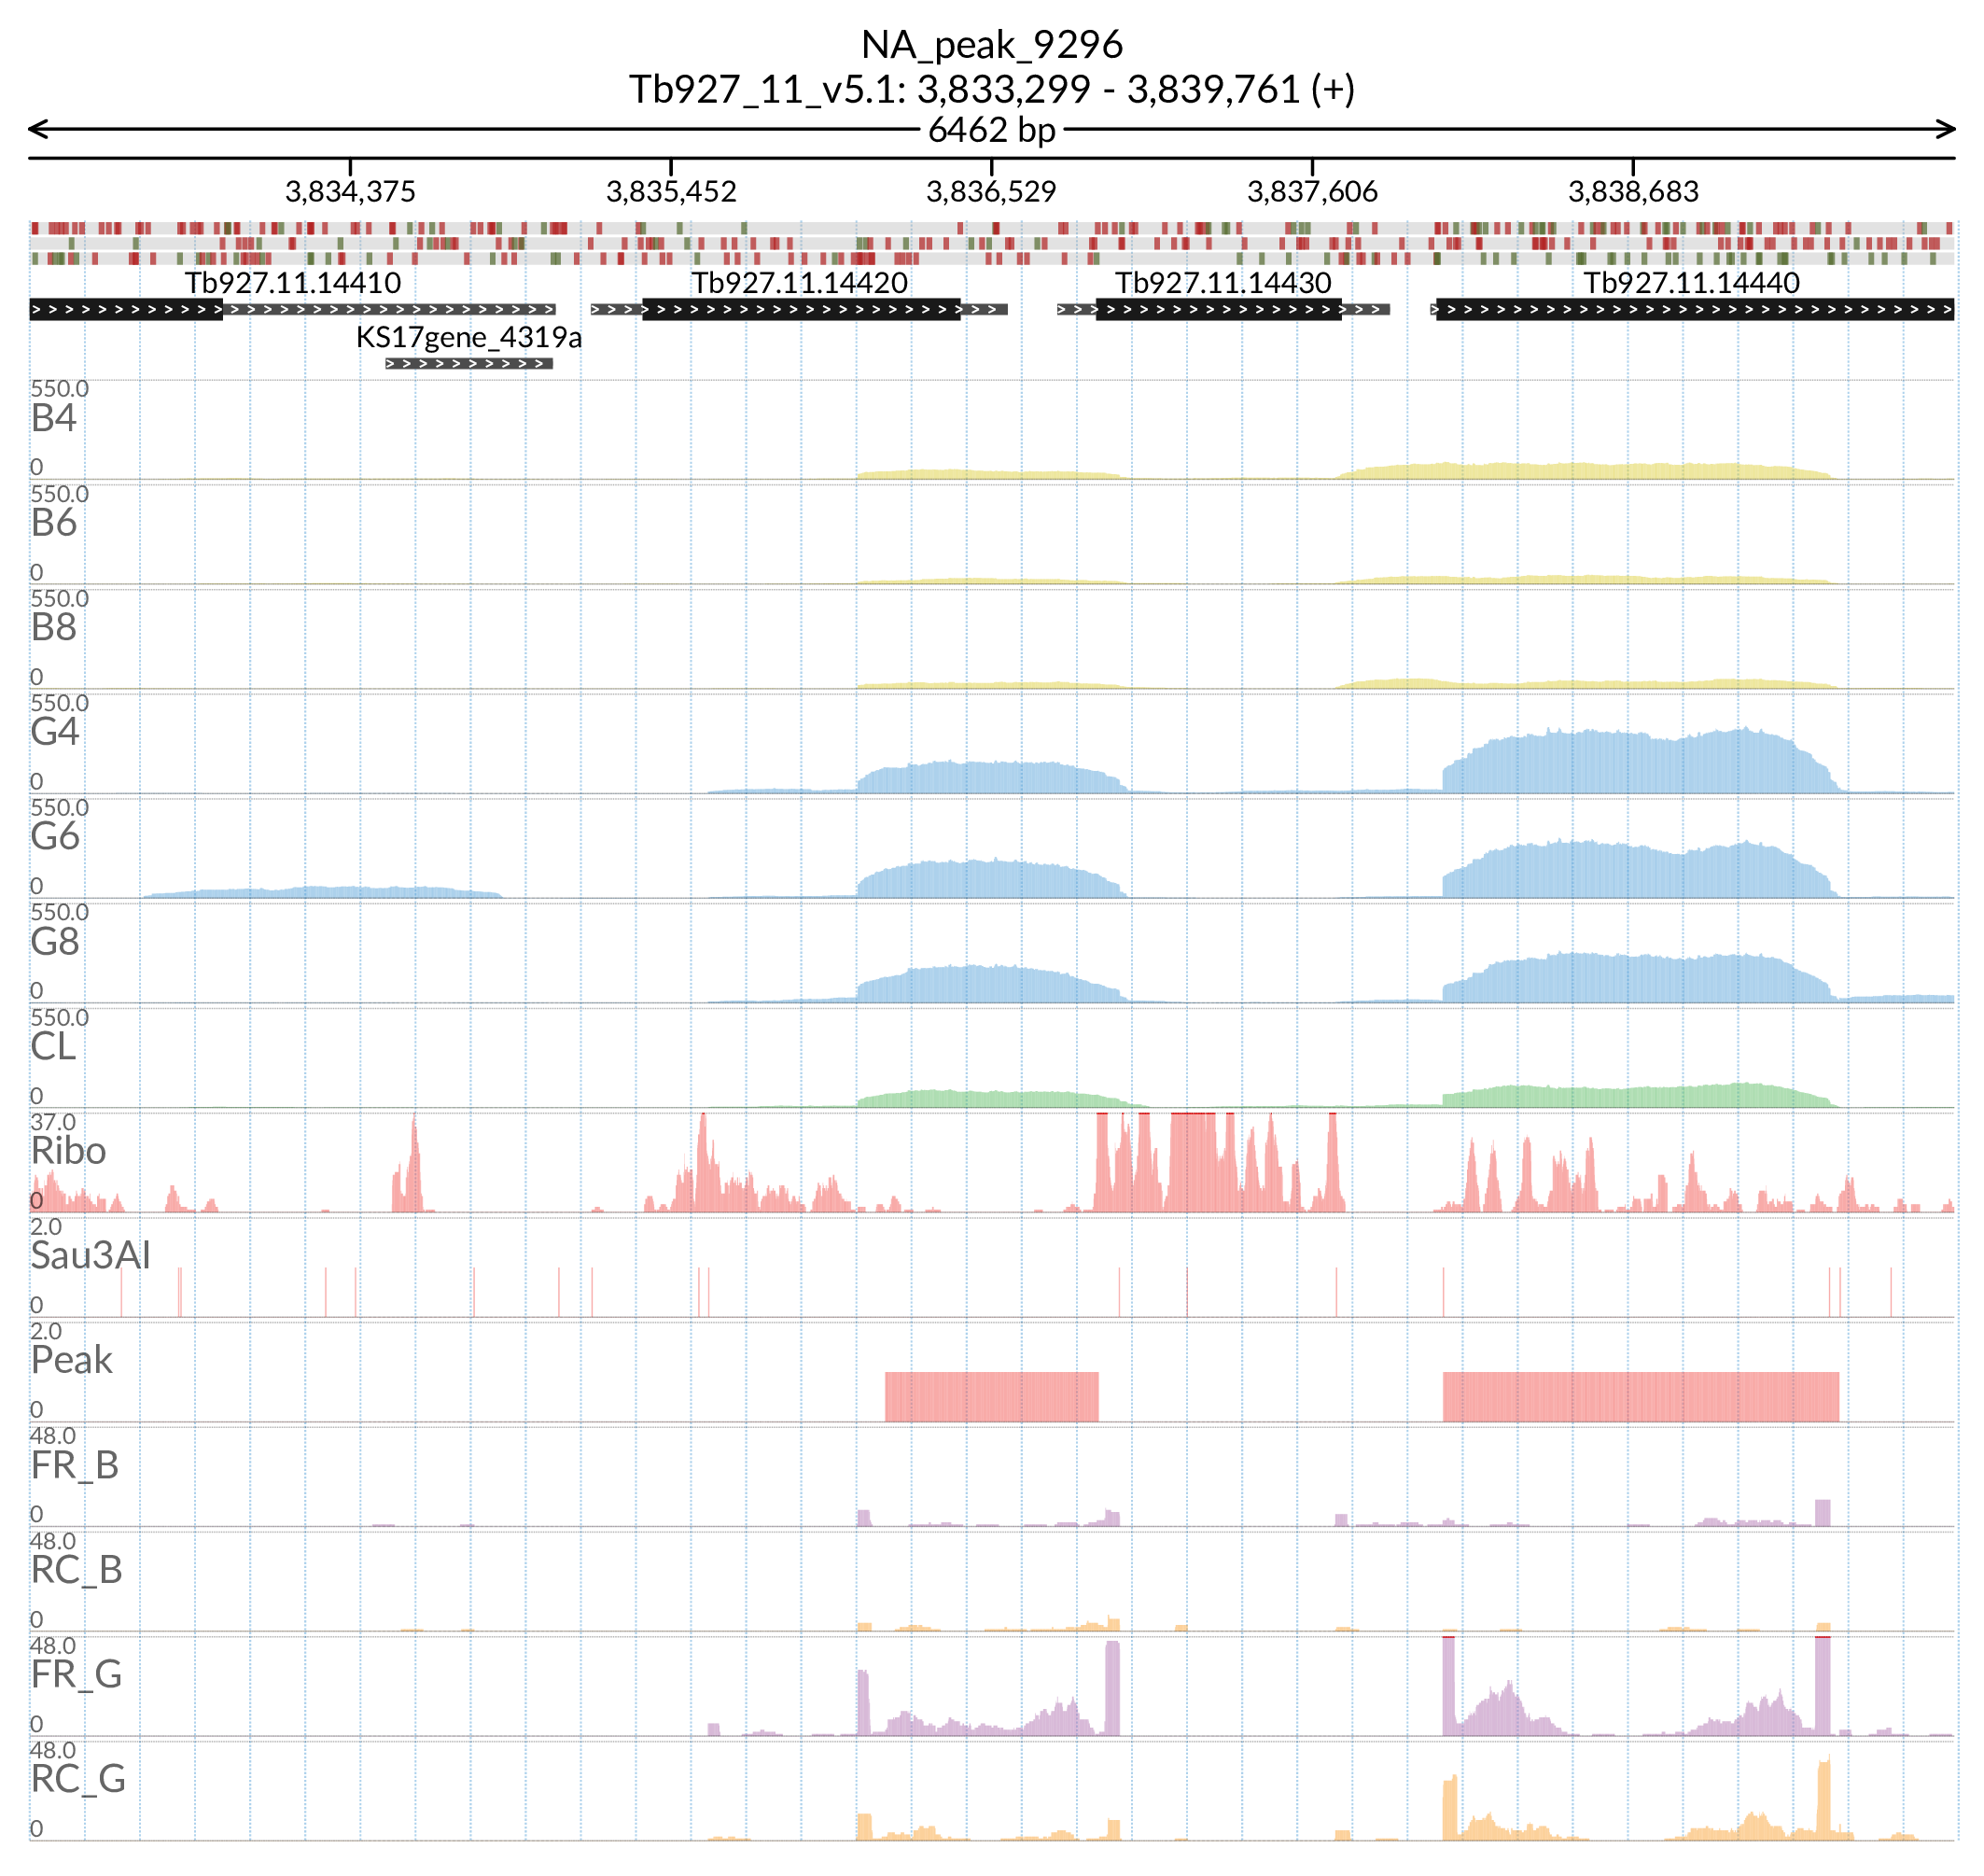 NA_peak_9296
Tb927_11_v5.1: 3,833,299 - 3,839,761 (+)
6462 bp
3,834,375 3,835,452 3,836,529 3,837,606 3,838,683
Tb927.11.14410 Tb927.11.14420 Tb927.11.14430 Tb927.11.14440
KS17gene_4319a
550.0
B4
0
550.0
B6
0
550.0
B8
0
550.0
G4
0
550.0
G6
0
550.0
G8
0
550.0
CL
0
37.0
Ribo
0
2.0
Sau3AI
0
2.0
Peak
0
48.0
FR_B
0
48.0
RC_B
0
48.0
FR_G
0
48.0
RC_G
0